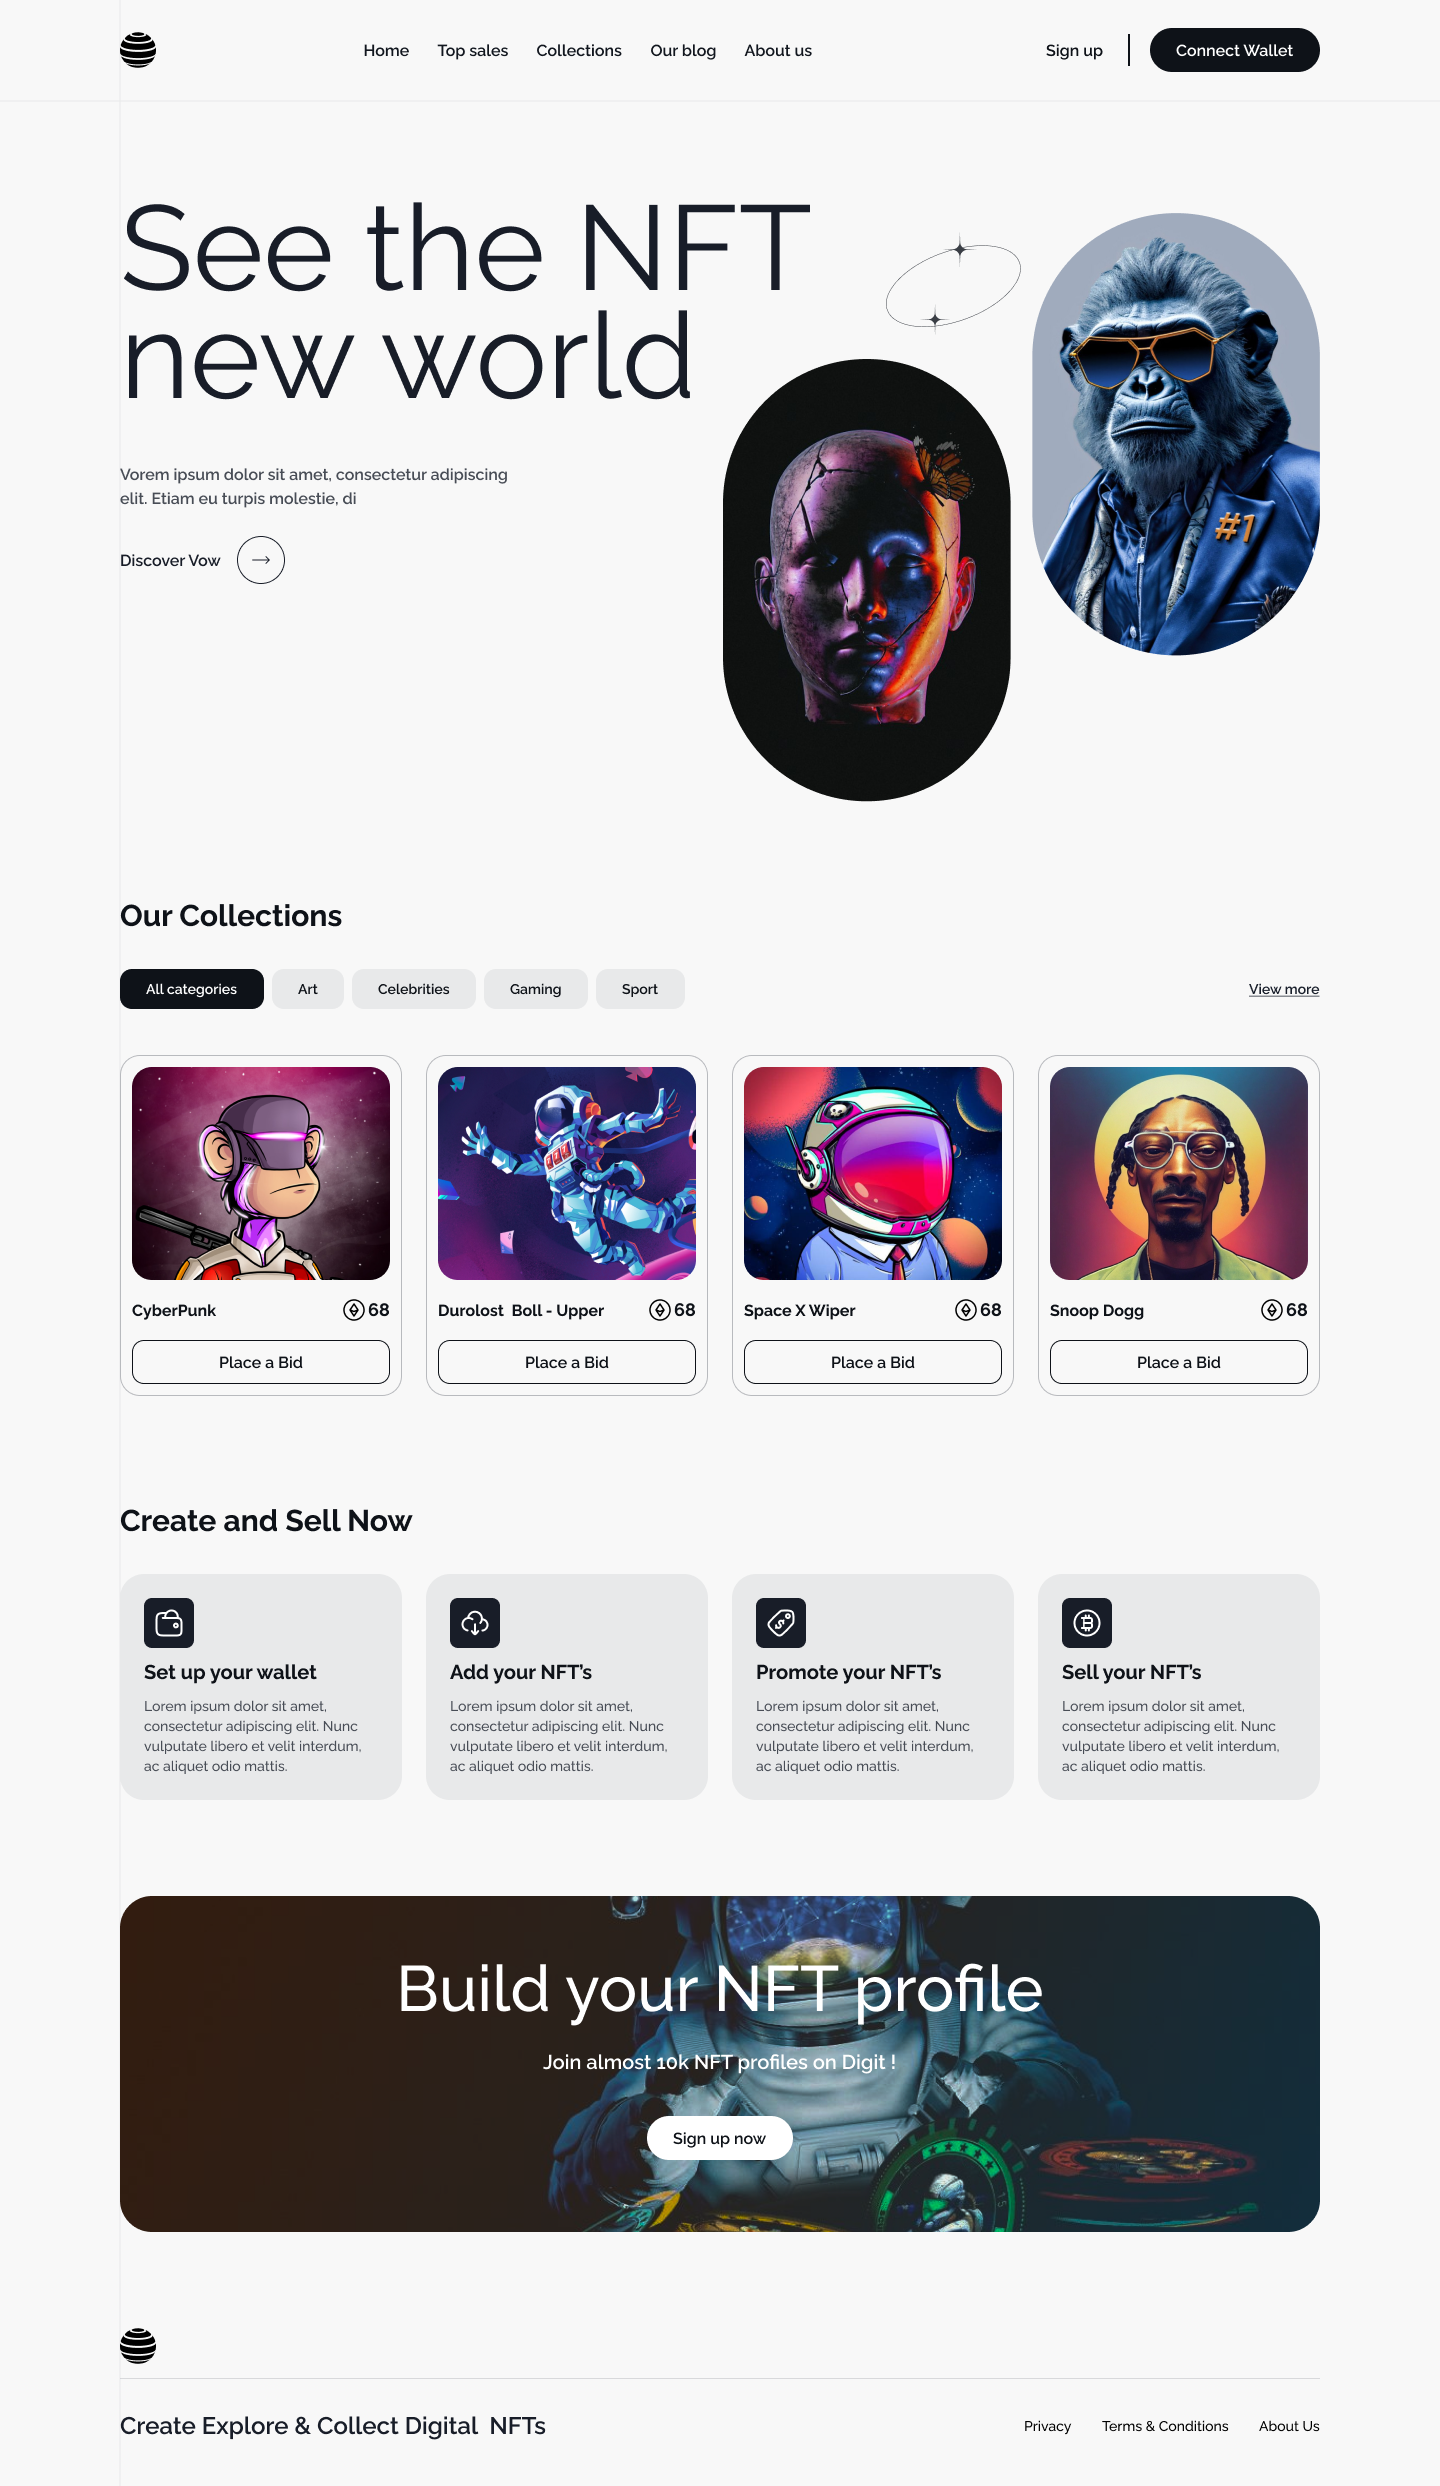 Home Top sales Collections Our blog About us Sign up Connect Wallet
See the NFT
new world
Vorem ipsum dolor sit amet, consectetur adipiscing
elit. Etiam eu turpis molestie, di
Discover Vow
#1
Our Collections
All categories Art Celebrities Gaming Sport View more
CyberPunk 68
Place a Bid
Durolost Boll - Upper 68
Place a Bid
Space X Wiper 68
Place a Bid
Snoop Dogg 68
Place a Bid
Create and Sell Now
Set up your wallet
Lorem ipsum dolor sit amet,
consectetur adipiscing elit. Nunc
vulputate libero et velit interdum,
ac aliquet odio mattis.
Add your NFT’s
Lorem ipsum dolor sit amet,
consectetur adipiscing elit. Nunc
vulputate libero et velit interdum,
ac aliquet odio mattis.
Promote your NFT’s
Lorem ipsum dolor sit amet,
consectetur adipiscing elit. Nunc
vulputate libero et velit interdum,
ac aliquet odio mattis.
Sell your NFT’s
Lorem ipsum dolor sit amet,
consectetur adipiscing elit. Nunc
vulputate libero et velit interdum,
ac aliquet odio mattis.
Build your NFT profile
Join almost 10k NFT profiles on Digit !
Sign up now
15
Create Explore & Collect Digital NFTs
Privacy Terms & Conditions About Us